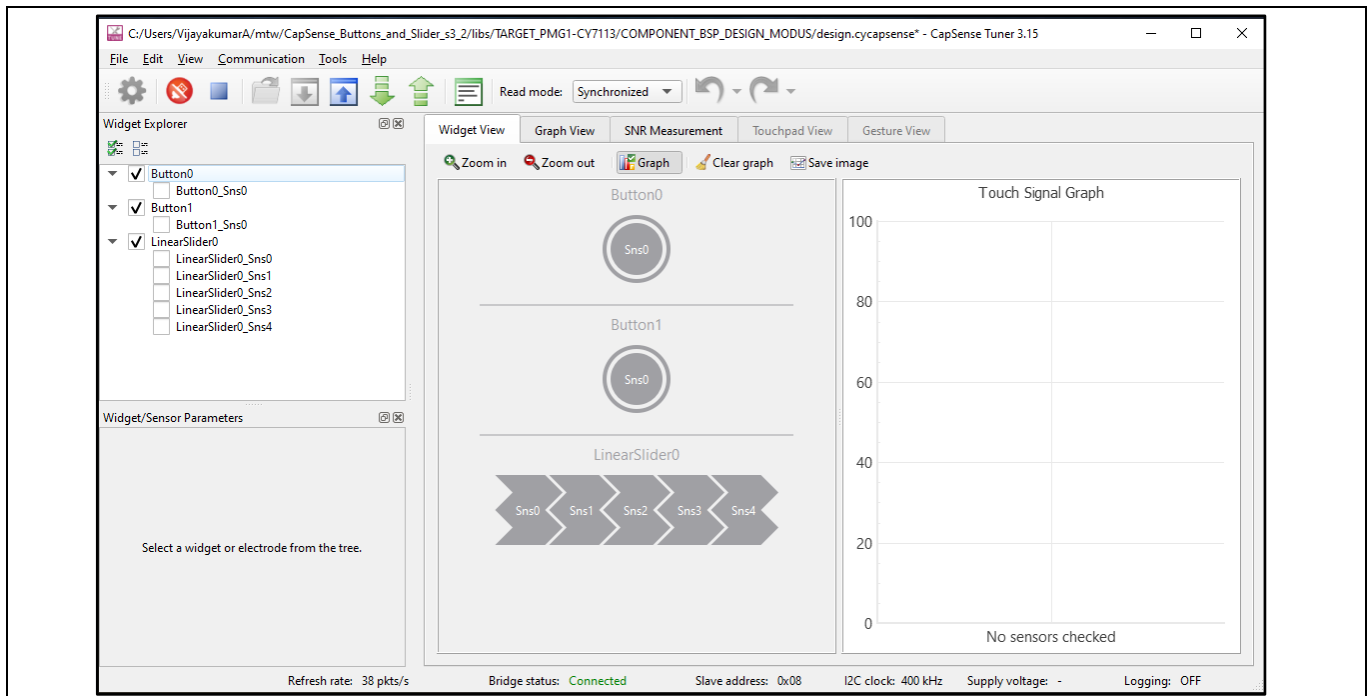 C:/Users/VijayakumarA/mtw/CapSense_Buttons_and_Slider_s3_2/libs/TARGET_PMG1-CY7113/COMPONENT_BSP_DESIGN_MODUS/design.cycapsense* - CapSense Tuner 3.15
File Edit View Communication Tools Help
Read mode: Synchronized
Widget Explorer
Button0
Button0_Sns0
Button1
Button1_Sns0
LinearSlider0
LinearSlider0_Sns0
LinearSlider0_Sns1
LinearSlider0_Sns2
LinearSlider0_Sns3
LinearSlider0_Sns4
Widget/Sensor Parameters
Select a widget or electrode from the tree.
Widget View Graph View SNR Measurement Touchpad View Gesture View
Zoom in Zoom out Graph Clear graph Save image
Button0
Sns0
Button1
Sns0
LinearSlider0
Sns0 Sns1 Sns2 Sns3 Sns4
Touch Signal Graph
100
80
60
40
20
0
No sensors checked
Refresh rate: 38 pkts/s Bridge status: Connected Slave address: 0x08 I2C clock: 400 kHz Supply voltage: - Logging: OFF